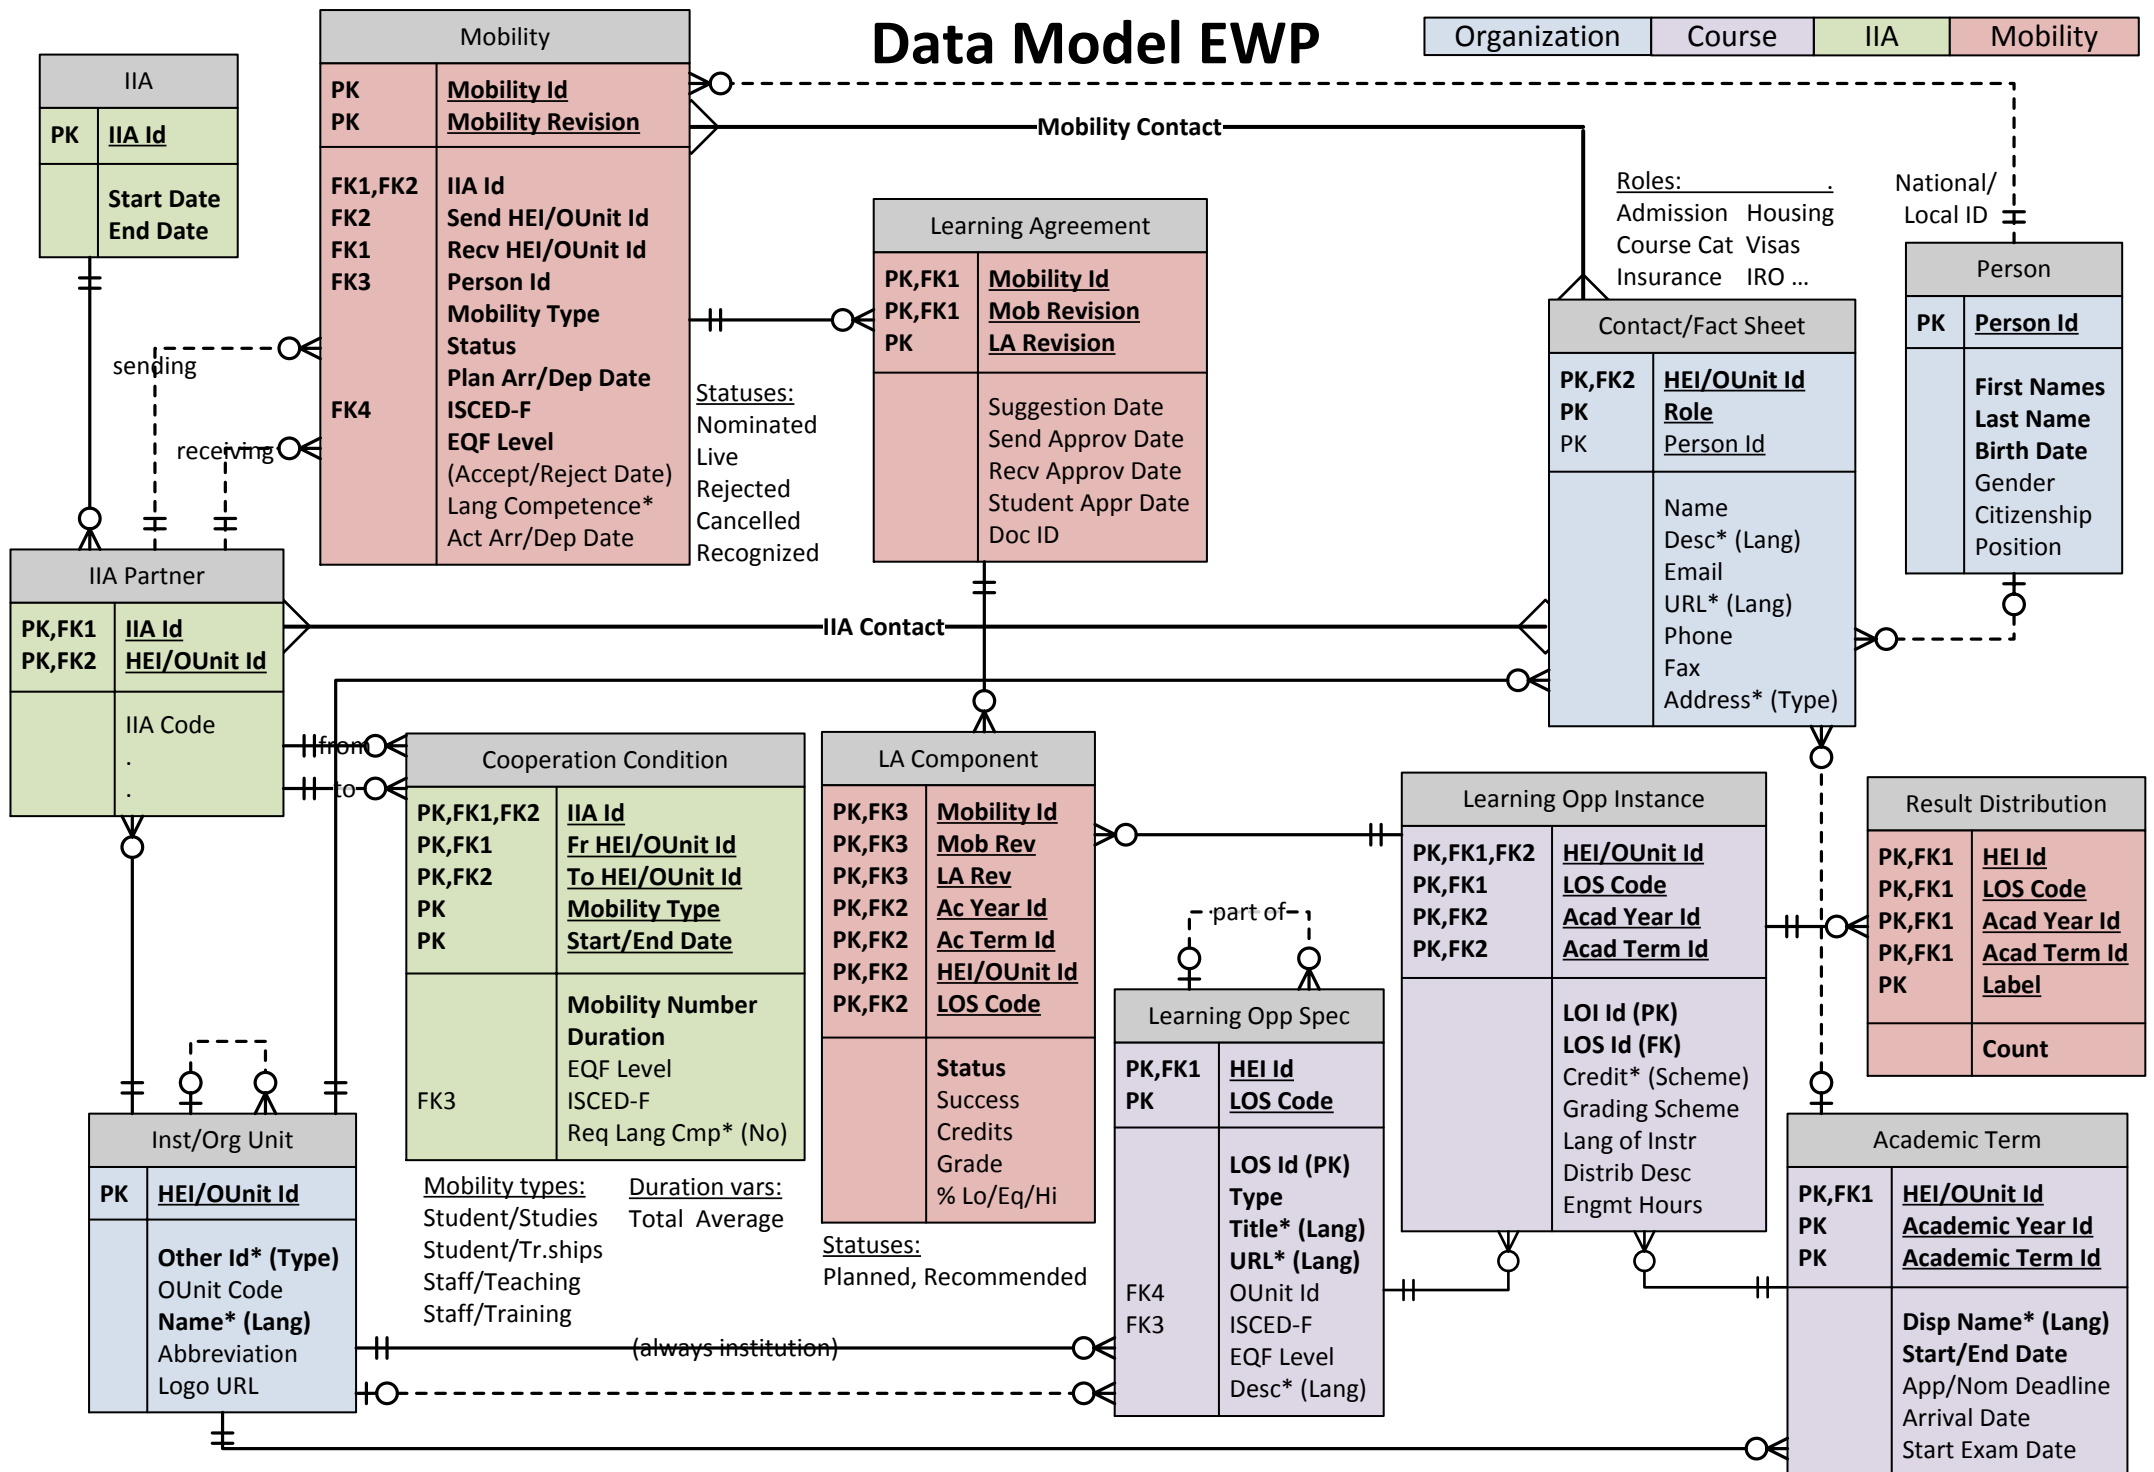 Data Model EWP
Organization Course IIA Mobility
IIA
PK IIA Id
Start Date
End Date
Mobility
PK Mobility Id
PK Mobility Revision
FK1,FK2 IIA Id
FK2 Send HEI/OUnit Id
FK1 Recv HEI/OUnit Id
FK3 Person Id
Mobility Type
Status
Plan Arr/Dep Date
FK4 ISCED-F
EQF Level
(Accept/Reject Date)
Lang Competence*
Act Arr/Dep Date
Mobility Contact
Statuses:
Nominated
Live
Rejected
Cancelled
Recognized
Learning Agreement
PK,FK1 Mobility Id
PK,FK1 Mob Revision
PK LA Revision
Suggestion Date
Send Approv Date
Recv Approv Date
Student Appr Date
Doc ID
Roles: .
Admission Housing
Course Cat Visas
Insurance IRO ...
National/
Local ID
Contact/Fact Sheet
PK,FK2 HEI/OUnit Id
PK Role
PK Person Id
Name
Desc* (Lang)
Email
URL* (Lang)
Phone
Fax
Address* (Type)
Person
PK Person Id
First Names
Last Name
Birth Date
Gender
Citizenship
Position
sending
receiving
IIA Partner
PK,FK1 IIA Id
PK,FK2 HEI/OUnit Id
IIA Code
.
.
IIA Contact
from
to
Cooperation Condition
PK,FK1,FK2 IIA Id
PK,FK1 Fr HEI/OUnit Id
PK,FK2 To HEI/OUnit Id
PK Mobility Type
PK Start/End Date
Mobility Number
Duration
EQF Level
FK3 ISCED-F
Req Lang Cmp* (No)
Mobility types:
Student/Studies
Student/Tr.ships
Staff/Teaching
Staff/Training
Duration vars:
Total Average
LA Component
PK,FK3 Mobility Id
PK,FK3 Mob Rev
PK,FK3 LA Rev
PK,FK2 Ac Year Id
PK,FK2 Ac Term Id
PK,FK2 HEI/OUnit Id
PK,FK2 LOS Code
Status
Success
Credits
Grade
% Lo/Eq/Hi
Statuses:
Planned, Recommended
Learning Opp Instance
PK,FK1,FK2 HEI/OUnit Id
PK,FK1 LOS Code
PK,FK2 Acad Year Id
PK,FK2 Acad Term Id
LOI Id (PK)
LOS Id (FK)
Credit* (Scheme)
Grading Scheme
Lang of Instr
Distrib Desc
Engmt Hours
Result Distribution
PK,FK1 HEI Id
PK,FK1 LOS Code
PK,FK1 Acad Year Id
PK,FK1 Acad Term Id
PK Label
Count
part of
Learning Opp Spec
PK,FK1 HEI Id
PK LOS Code
LOS Id (PK)
Type
Title* (Lang)
URL* (Lang)
FK4 OUnit Id
FK3 ISCED-F
EQF Level
Desc* (Lang)
Inst/Org Unit
PK HEI/OUnit Id
Other Id* (Type)
OUnit Code
Name* (Lang)
Abbreviation
Logo URL
(always institution)
Academic Term
PK,FK1 HEI/OUnit Id
PK Academic Year Id
PK Academic Term Id
Disp Name* (Lang)
Start/End Date
App/Nom Deadline
Arrival Date
Start Exam Date